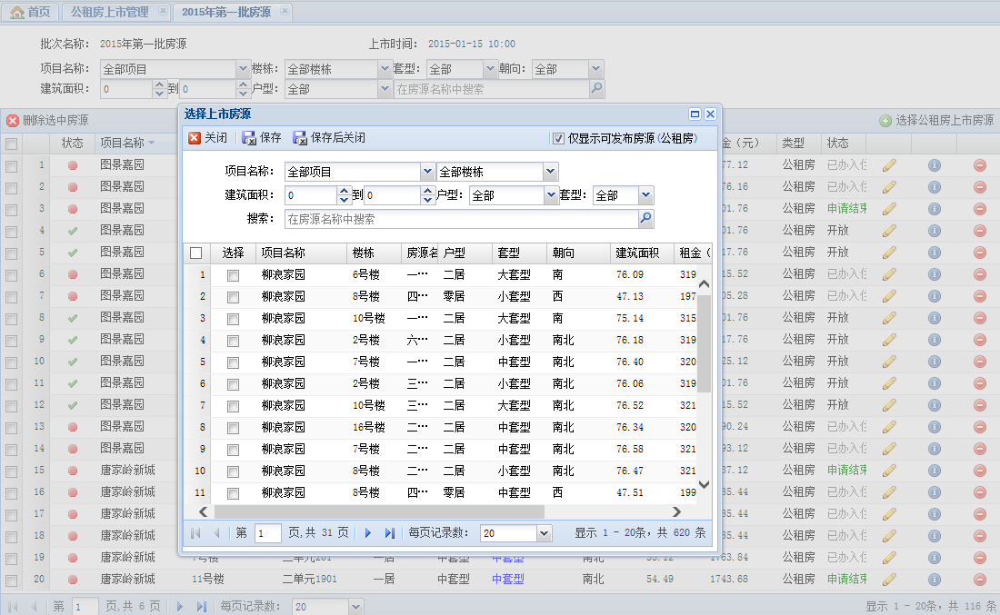 首页 公租房上市管理 2015年第一批房源
批次名称： 2015年第一批房源 上市时间： 2015-01-15 10:00
项目名称： 全部项目 楼栋： 全部楼栋 套型： 全部 朝向： 全部
建筑面积： 0 到 0 户型： 全部 在房源名称中搜索
删除选中房源 选择公租房上市房源
状态 项目名称 金（元） 类型 状态
1 图景嘉园 77.12 公租房 已办入住
2 图景嘉园 76.16 公租房 已办入住
3 图景嘉园 01.76 公租房 申请结束
4 图景嘉园 01.76 公租房 开放
5 图景嘉园 17.76 公租房 开放
6 图景嘉园 15.52 公租房 已办入住
7 图景嘉园 05.28 公租房 已办入住
8 图景嘉园 01.76 公租房 开放
9 图景嘉园 17.76 公租房 开放
10 图景嘉园 25.12 公租房 开放
11 图景嘉园 01.76 公租房 开放
12 图景嘉园 15.52 公租房 开放
13 图景嘉园 90.24 公租房 已办入住
14 图景嘉园 93.12 公租房 已办入住
15 唐家岭新城 37.12 公租房 申请结束
16 唐家岭新城 35.44 公租房 已办入住
17 唐家岭新城 35.44 公租房 已办入住
18 唐家岭新城 35.44 公租房 已办入住
19 唐家岭新城 7号楼 二单元201 一居 中套型 中套型 南北 55.12 1763.84 公租房 已办入住
20 唐家岭新城 11号楼 二单元1901 一居 中套型 中套型 南北 54.49 1743.68 公租房 申请结束
第 1 页,共 6 页 每页记录数： 20 显示 1 - 20条，共 116 条
选择上市房源
关闭 保存 保存后关闭 仅显示可发布房源(公租房)
项目名称： 全部项目 全部楼栋
建筑面积： 0 到 0 户型： 全部 套型： 全部
搜索： 在房源名称中搜索
选择 项目名称 楼栋 房源名 户型 套型 朝向 建筑面积 租金（
1 柳浪家园 6号楼 一… 二居 大套型 南 76.09 319
2 柳浪家园 8号楼 四… 零居 小套型 西 47.13 197
3 柳浪家园 10号楼 一… 二居 大套型 南 75.14 315
4 柳浪家园 2号楼 六… 二居 小套型 南北 76.18 319
5 柳浪家园 7号楼 一… 二居 中套型 南北 76.40 320
6 柳浪家园 2号楼 三… 二居 小套型 南北 76.06 319
7 柳浪家园 10号楼 三… 二居 大套型 南北 76.52 321
8 柳浪家园 16号楼 二… 二居 中套型 南北 76.34 320
9 柳浪家园 7号楼 二… 二居 中套型 南北 76.58 321
10 柳浪家园 8号楼 二… 二居 小套型 南北 76.47 321
11 柳浪家园 8号楼 四… 零居 中套型 西 47.51 199
第 1 页,共 31 页 每页记录数： 20 显示 1 - 20条，共 620 条